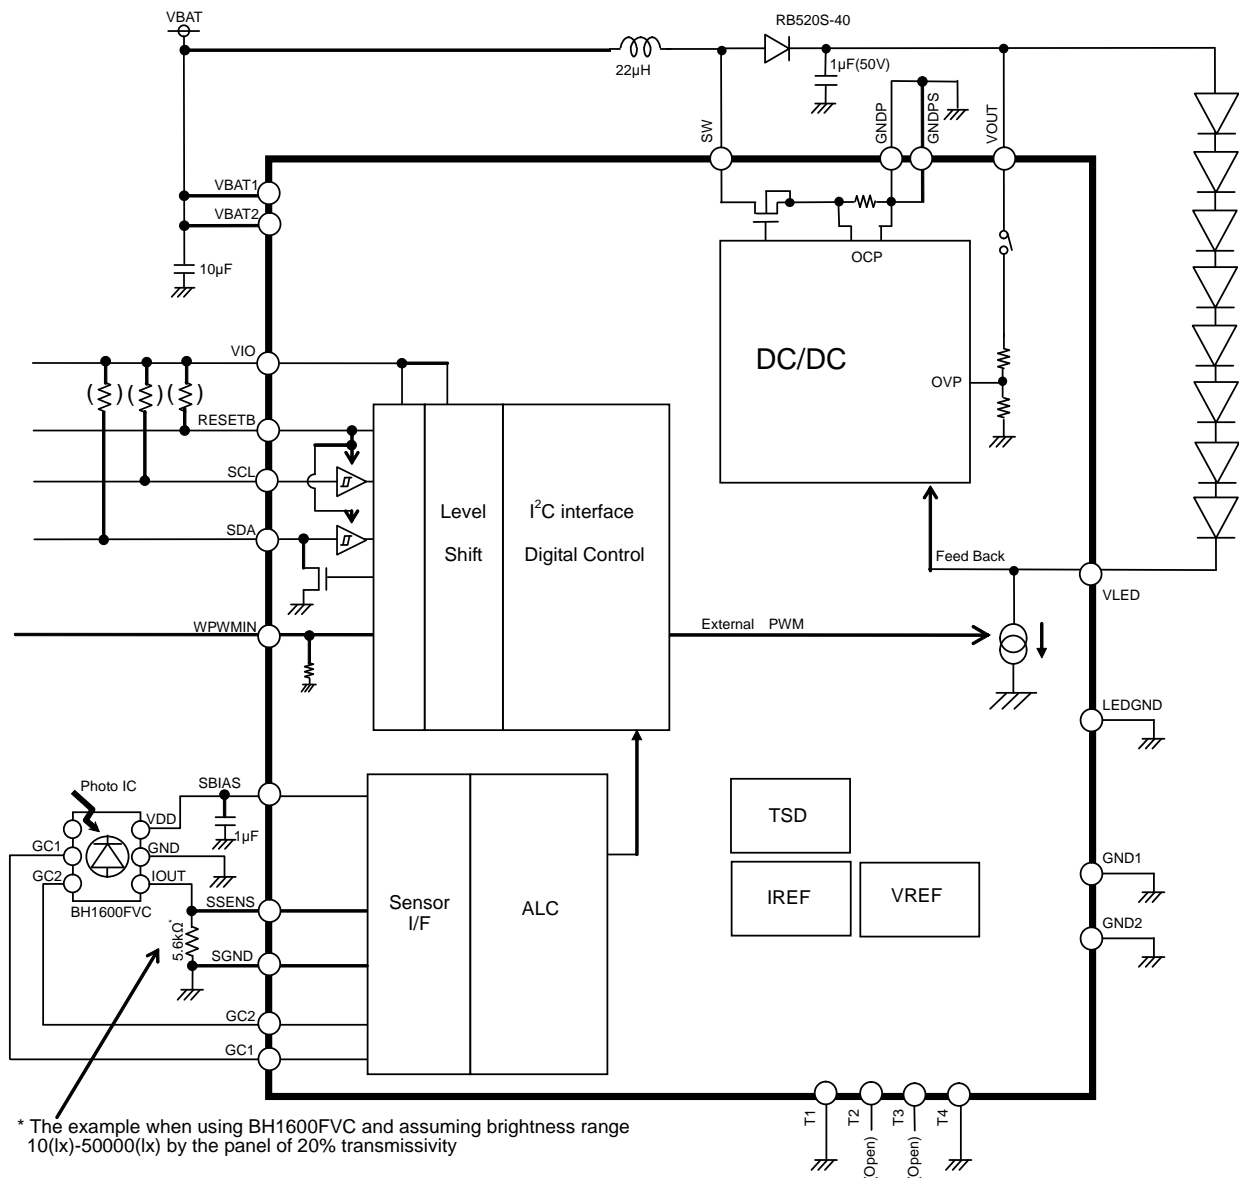 VBAT
RB520S-40
22μH
1μF(50V)
SW
GNDP
GNDPS
VOUT
VBAT1
VBAT2
10μF
OCP
DC/DC
OVP
VIO
( ) ( ) ( )
RESETB
SCL
SDA
Level
Shift
I²C interface
Digital Control
Feed Back
VLED
WPWMIN
External PWM
LEDGND
Photo IC
SBIAS
VDD
1μF
GC1
GND
GC2
IOUT
BH1600FVC
SSENS
5.6kΩ*
SGND
GC2
GC1
Sensor
I/F
ALC
TSD
IREF
VREF
GND1
GND2
T1
T2
(Open)
T3
(Open)
T4
* The example when using BH1600FVC and assuming brightness range
10(lx)-50000(lx) by the panel of 20% transmissivity